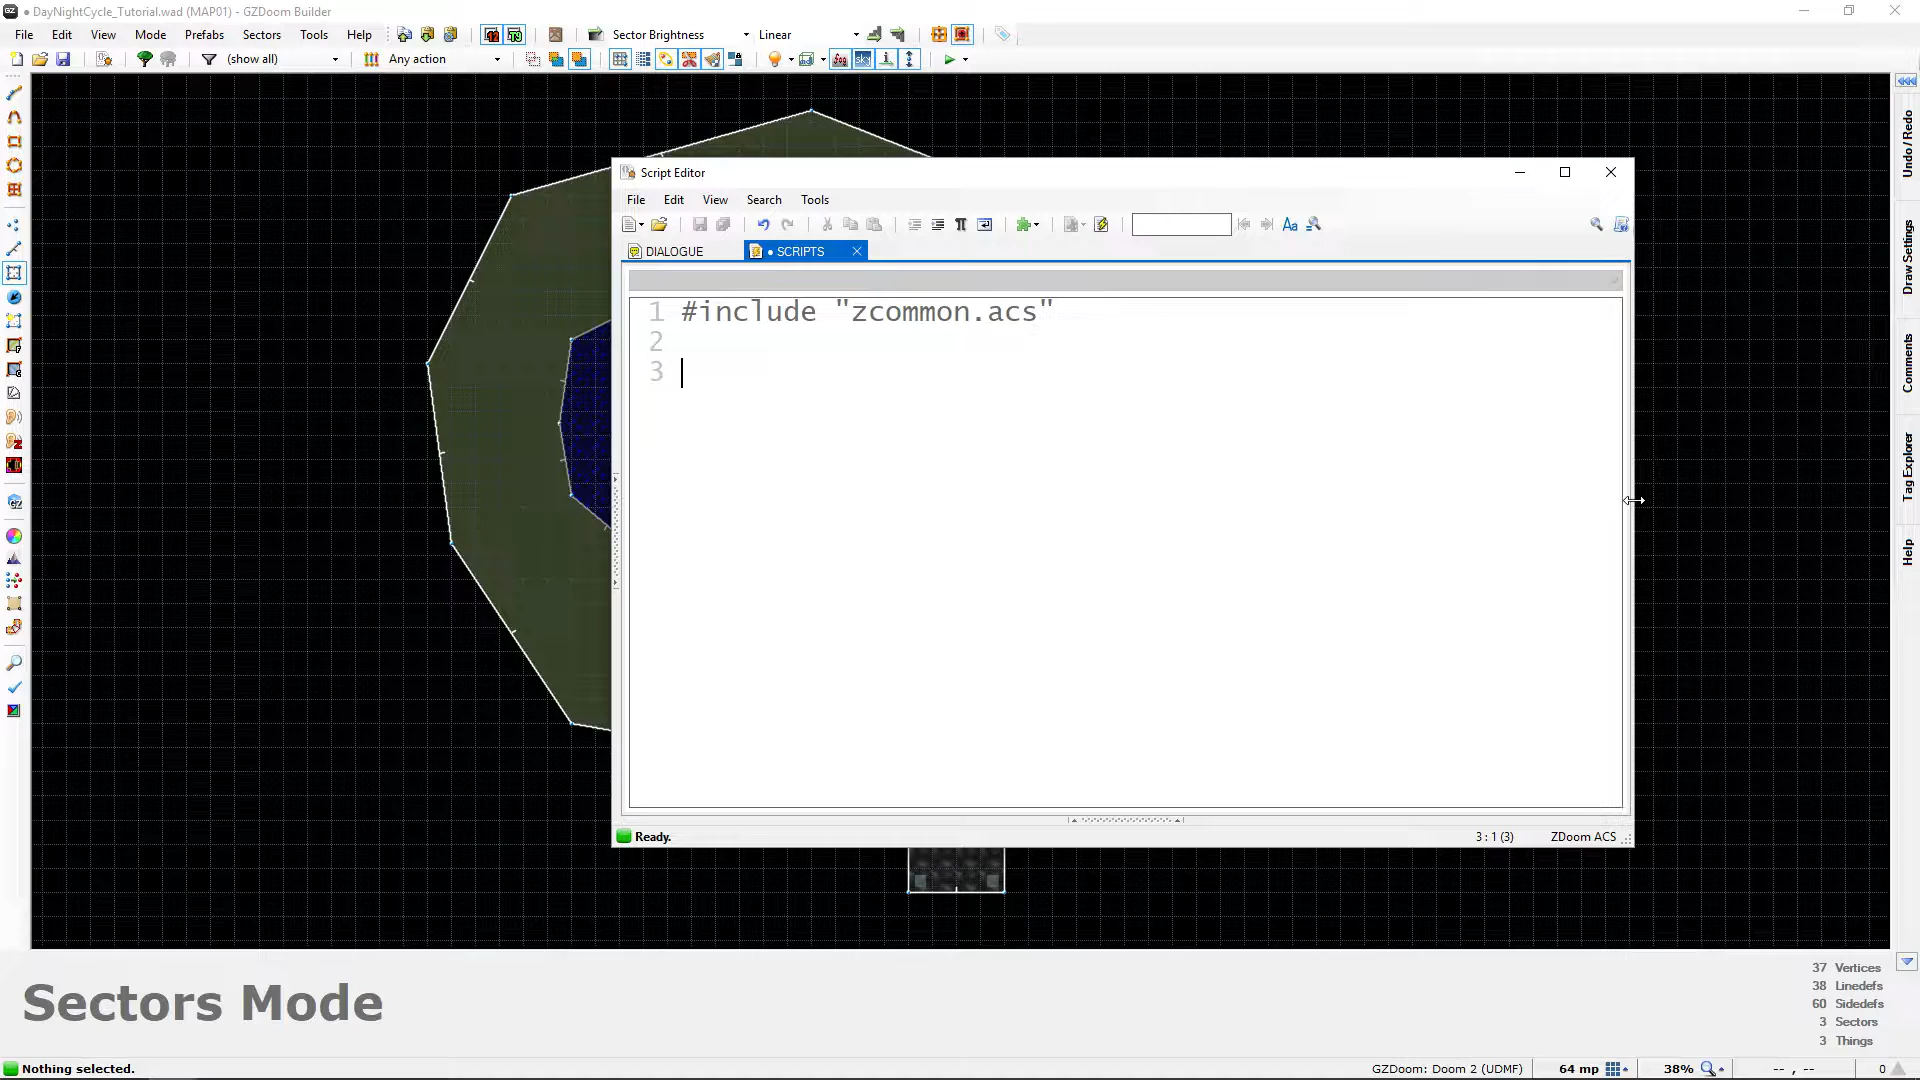 DayNightCycle_Tutorial.wad (MAP01) - GZDoom Builder
File Edit View Mode Prefabs Sectors Tools Help Sector Brightness Linear
(show all) Any action
Script Editor
File Edit View Search Tools
DIALOGUE SCRIPTS
1 #include "zcommon.acs"
2
3
Ready. 3 : 1 (3) ZDoom ACS
Undo / Redo
Draw Settings
Comments
Tag Explorer
Help
Sectors Mode
37 Vertices
38 Linedefs
60 Sidedefs
3 Sectors
3 Things
Nothing selected. GZDoom: Doom 2 (UDMF) 64 mp 38% -- , -- 0